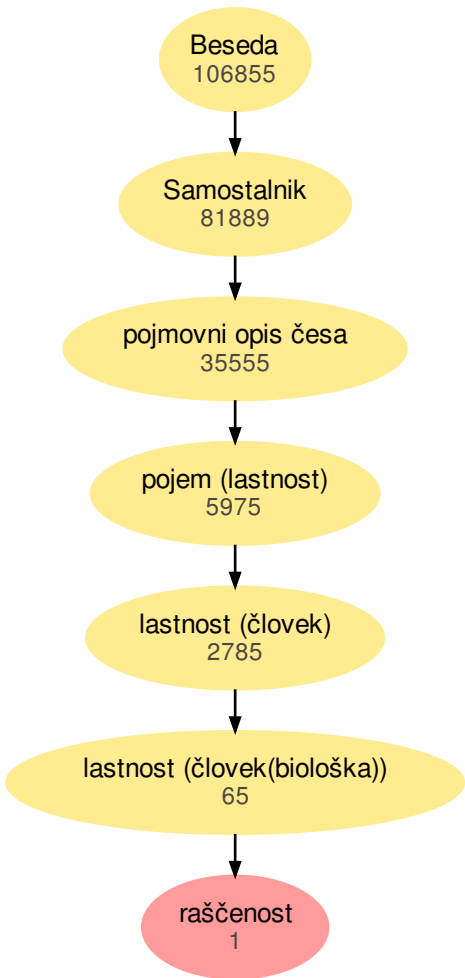 Beseda
106855
Samostalnik
81889
pojmovni opis česa
35555
pojem (lastnost)
5975
lastnost (človek)
2785
lastnost (človek(biološka))
65
raščenost
1